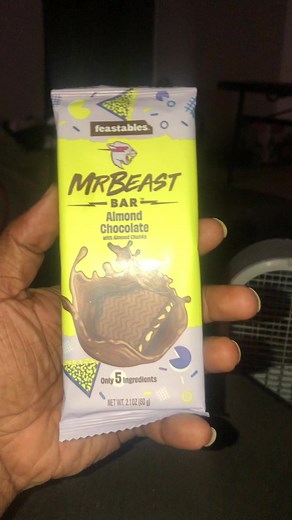 feastables
MRBEAST
BAR
Almond
Chocolate
with Almond Chunks
Only 5 Ingredients
NET WT. 2.1 OZ (60 g)